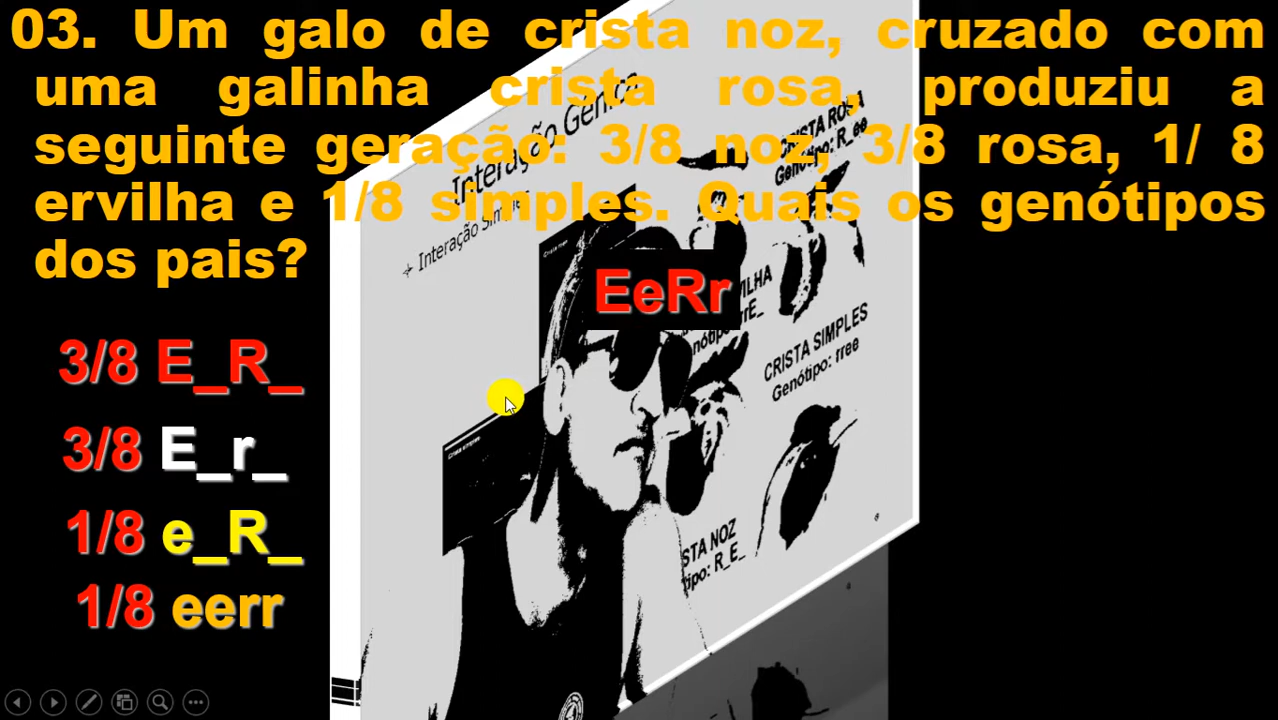 03. Um galo de crista noz, cruzado com
uma galinha crista rosa, produziu a
seguinte geração: 3/8 noz, 3/8 rosa, 1/ 8
ervilha e 1/8 simples. Quais os genótipos
dos pais?
Interação Gênica
+ Interação Simples
CRISTA ROSA
Genótipo: R_ee
EeRr
VILHA
rrE_
CRISTA SIMPLES
Genótipo: rree
3/8 E_R_
3/8 E_r_
1/8 e_R_
1/8 eerr
STA NOZ
tipo: R_E_